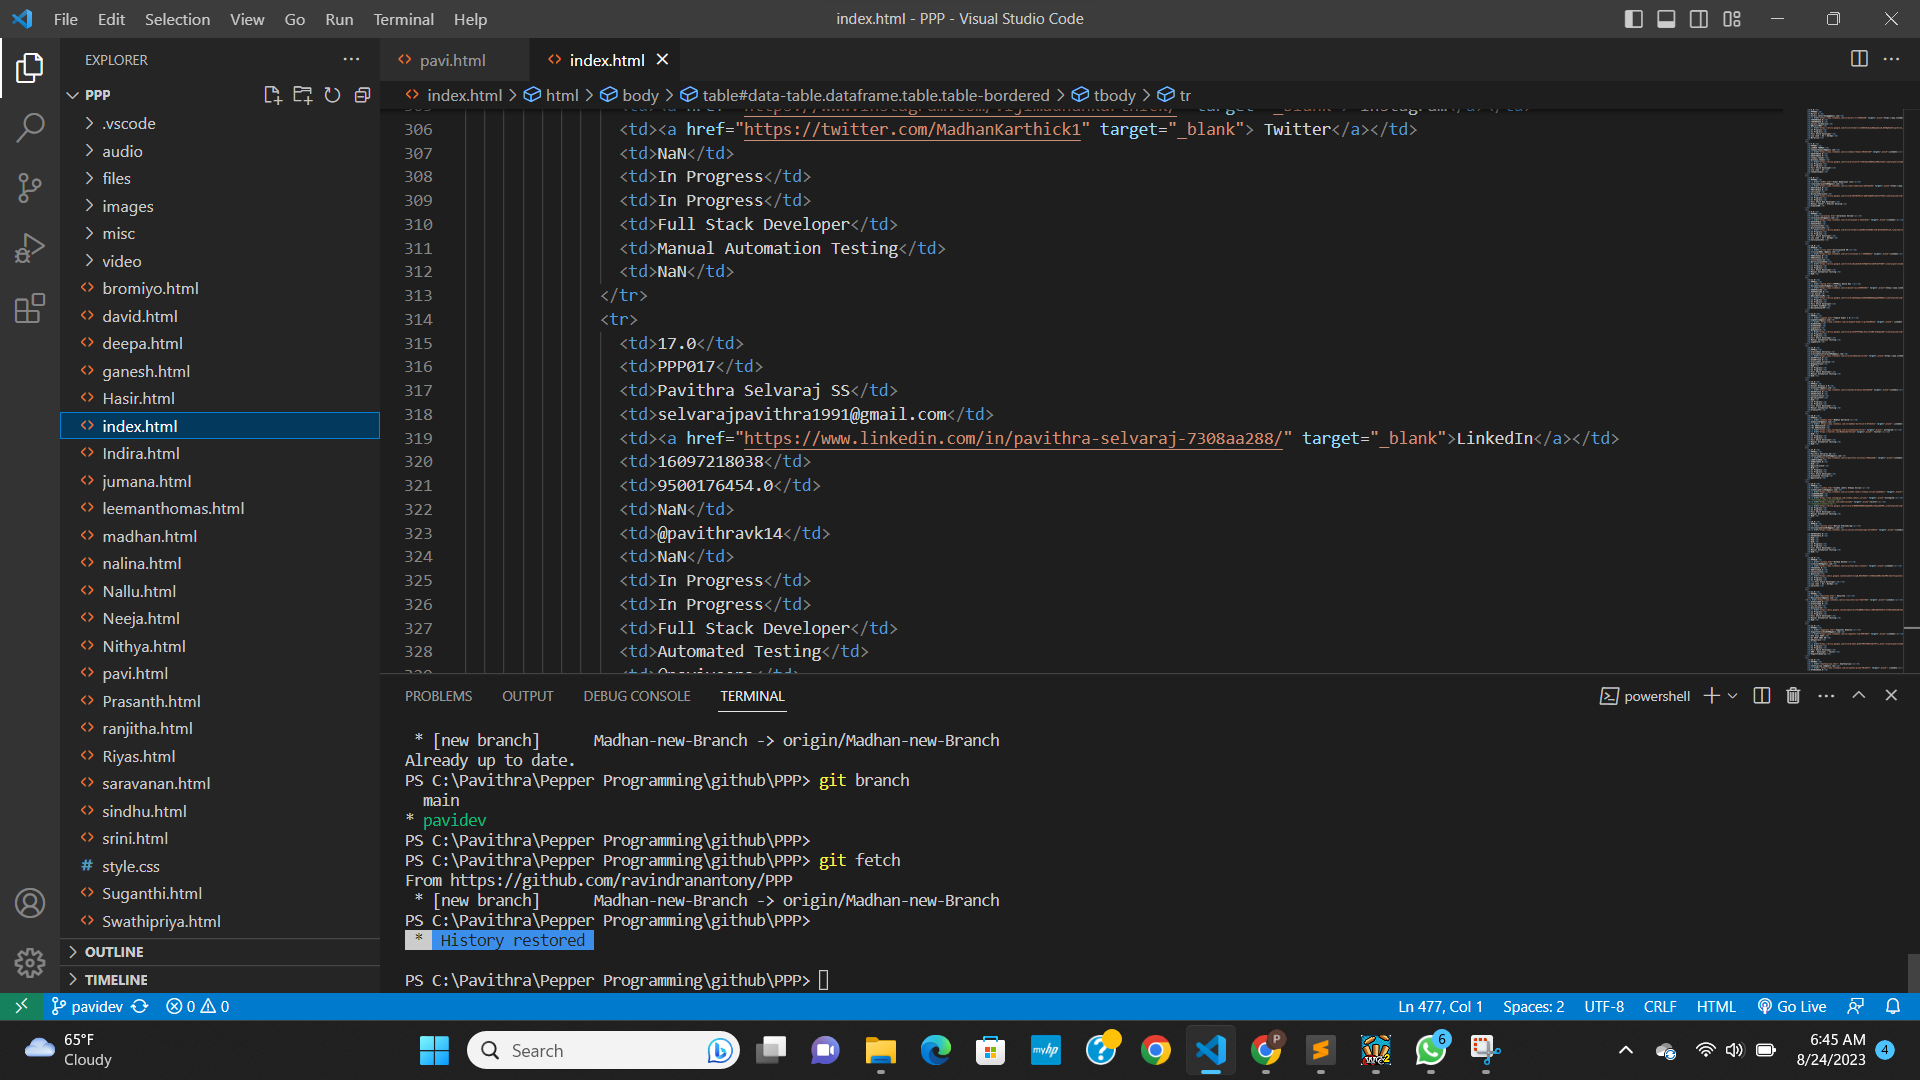 File Edit Selection View Go Run Terminal Help
index.html - PPP - Visual Studio Code
EXPLORER
PPP
.vscode
audio
files
images
misc
video
bromiyo.html
david.html
deepa.html
ganesh.html
Hasir.html
index.html
Indira.html
jumana.html
leemanthomas.html
madhan.html
nalina.html
Nallu.html
Neeja.html
Nithya.html
pavi.html
Prasanth.html
ranjitha.html
Riyas.html
saravanan.html
sindhu.html
srini.html
# style.css
Suganthi.html
Swathipriya.html
OUTLINE
TIMELINE
pavi.html index.html
index.html > html > body > table#data-table.dataframe.table.table-bordered > tbody > tr
306 <td><a href="https://twitter.com/MadhanKarthick1" target="_blank"> Twitter</a></td>
307 <td>NaN</td>
308 <td>In Progress</td>
309 <td>In Progress</td>
310 <td>Full Stack Developer</td>
311 <td>Manual Automation Testing</td>
312 <td>NaN</td>
313 </tr>
314 <tr>
315 <td>17.0</td>
316 <td>PPP017</td>
317 <td>Pavithra Selvaraj SS</td>
318 <td>selvarajpavithra1991@gmail.com</td>
319 <td><a href="https://www.linkedin.com/in/pavithra-selvaraj-7308aa288/" target="_blank">LinkedIn</a></td>
320 <td>16097218038</td>
321 <td>9500176454.0</td>
322 <td>NaN</td>
323 <td>@pavithravk14</td>
324 <td>NaN</td>
325 <td>In Progress</td>
326 <td>In Progress</td>
327 <td>Full Stack Developer</td>
328 <td>Automated Testing</td>
PROBLEMS OUTPUT DEBUG CONSOLE TERMINAL
powershell
* [new branch] Madhan-new-Branch -> origin/Madhan-new-Branch
Already up to date.
PS C:\Pavithra\Pepper Programming\github\PPP> git branch
main
* pavidev
PS C:\Pavithra\Pepper Programming\github\PPP>
PS C:\Pavithra\Pepper Programming\github\PPP> git fetch
From https://github.com/ravindranantony/PPP
* [new branch] Madhan-new-Branch -> origin/Madhan-new-Branch
PS C:\Pavithra\Pepper Programming\github\PPP>
* History restored
PS C:\Pavithra\Pepper Programming\github\PPP>
pavidev 0 0
Ln 477, Col 1 Spaces: 2 UTF-8 CRLF HTML Go Live
65°F
Cloudy
Search
myhp
P
6
6:45 AM
8/24/2023
4